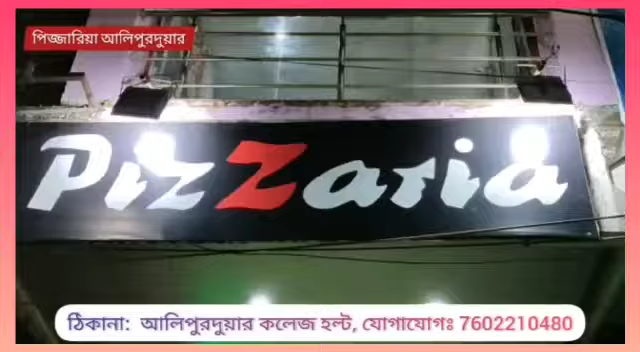 পিজ্জারিয়া আলিপুরদুয়ার
PizZaria
ঠিকানা: আলিপুরদুয়ার কলেজ হল্ট, যোগাযোগঃ 7602210480